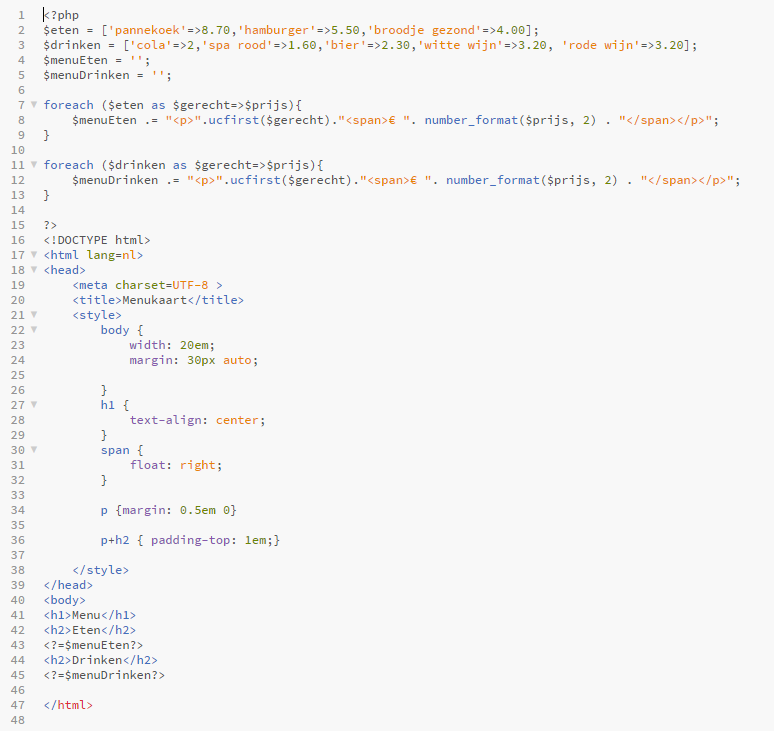 1 <?php
2 $eten = ['pannekoek'=>8.70,'hamburger'=>5.50,'broodje gezond'=>4.00];
3 $drinken = ['cola'=>2,'spa rood'=>1.60,'bier'=>2.30,'witte wijn'=>3.20, 'rode wijn'=>3.20];
4 $menuEten = '';
5 $menuDrinken = '';
6
7 foreach ($eten as $gerecht=>$prijs){
8     $menuEten .= "<p>".ucfirst($gerecht)."<span>€ ". number_format($prijs, 2) . "</span></p>";
9 }
10
11 foreach ($drinken as $gerecht=>$prijs){
12     $menuDrinken .= "<p>".ucfirst($gerecht)."<span>€ ". number_format($prijs, 2) . "</span></p>";
13 }
14
15 ?>
16 <!DOCTYPE html>
17 <html lang=nl>
18 <head>
19     <meta charset=UTF-8 >
20     <title>Menukaart</title>
21     <style>
22         body {
23             width: 20em;
24             margin: 30px auto;
25
26         }
27         h1 {
28             text-align: center;
29         }
30         span {
31             float: right;
32         }
33
34         p {margin: 0.5em 0}
35
36         p+h2 { padding-top: 1em;}
37
38     </style>
39 </head>
40 <body>
41 <h1>Menu</h1>
42 <h2>Eten</h2>
43 <?=$menuEten?>
44 <h2>Drinken</h2>
45 <?=$menuDrinken?>
46
47 </html>
48